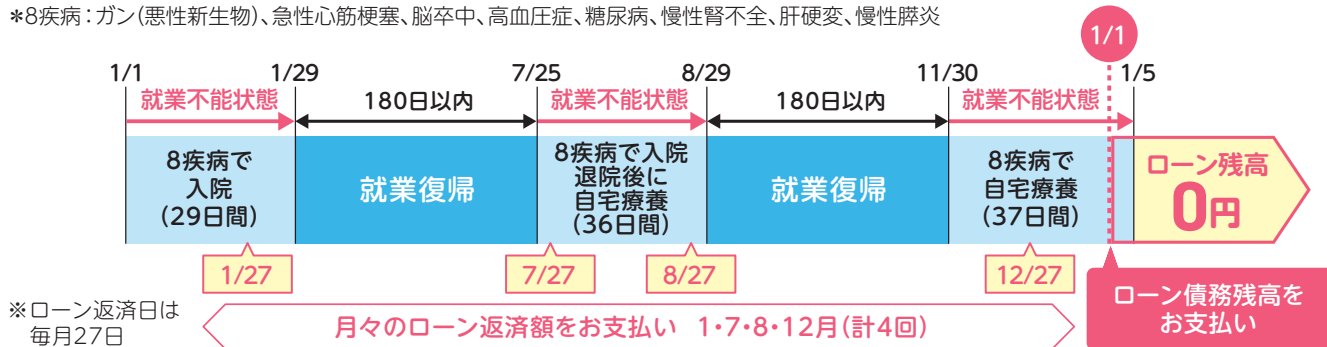 *8疾病：ガン(悪性新生物)、急性心筋梗塞、脳卒中、高血圧症、糖尿病、慢性腎不全、肝硬変、慢性膵炎
1/1
1/1
1/29
7/25
8/29
11/30
1/5
就業不能状態
180日以内
就業不能状態
180日以内
就業不能状態
8疾病で
入院
(29日間)
就業復帰
8疾病で入院
退院後に
自宅療養
(36日間)
就業復帰
8疾病で
自宅療養
(37日間)
ローン残高
0円
1/27
7/27
8/27
12/27
※ローン返済日は
毎月27日
月々のローン返済額をお支払い 1・7・8・12月(計4回)
ローン債務残高を
お支払い